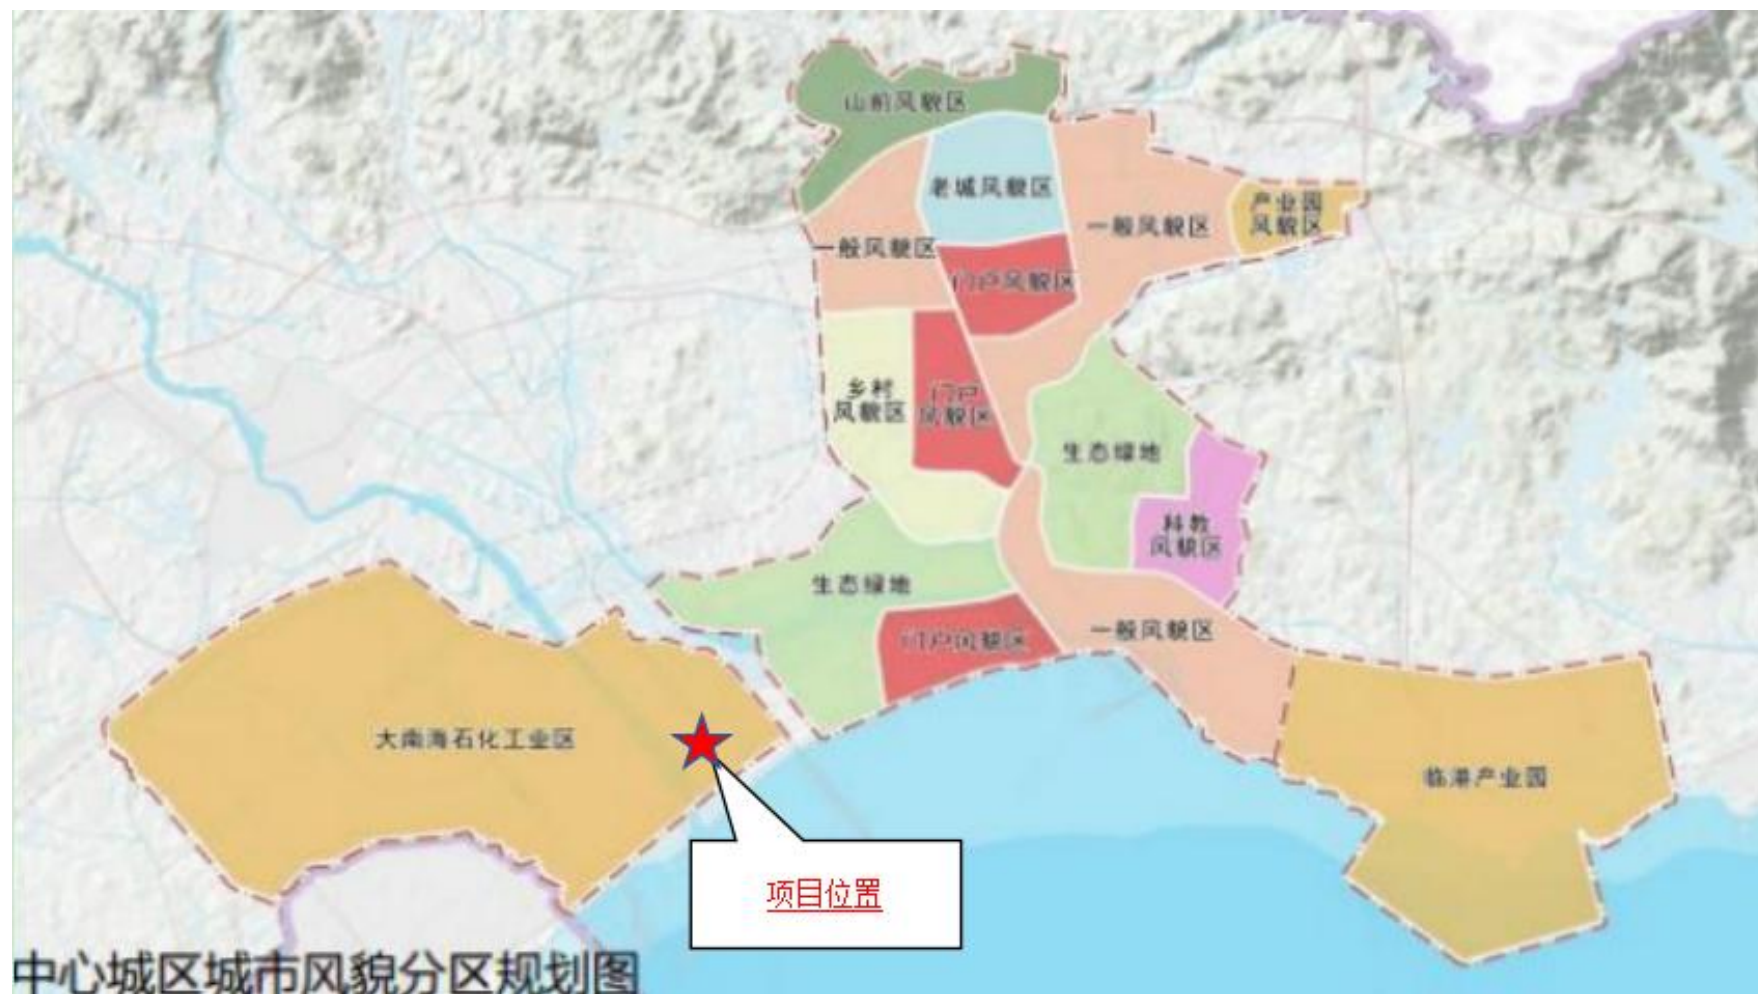 山前风貌区
老城风貌区
产业园
风貌区
一般风貌区
一般风貌区
门户风貌区
乡村
风貌区
门户
风貌区
生态绿地
科教
风貌区
生态绿地
门户风貌区
一般风貌区
大南海石化工业区
临港产业园
项目位置
中心城区城市风貌分区规划图